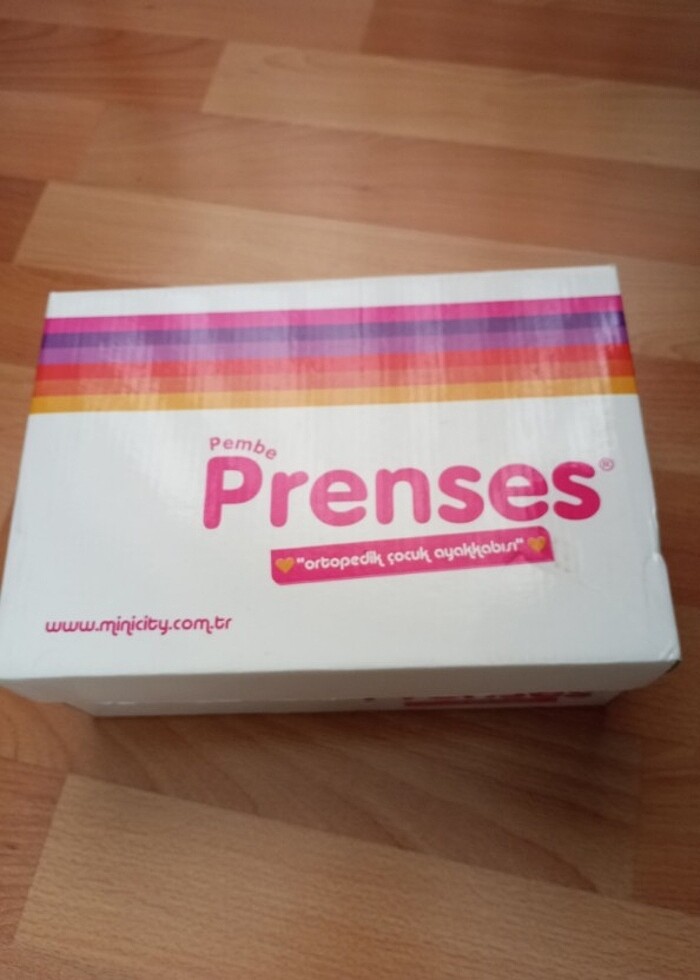 Pembe
Prenses®
"ortopedik çocuk ayakkabısı"
www.minicity.com.tr